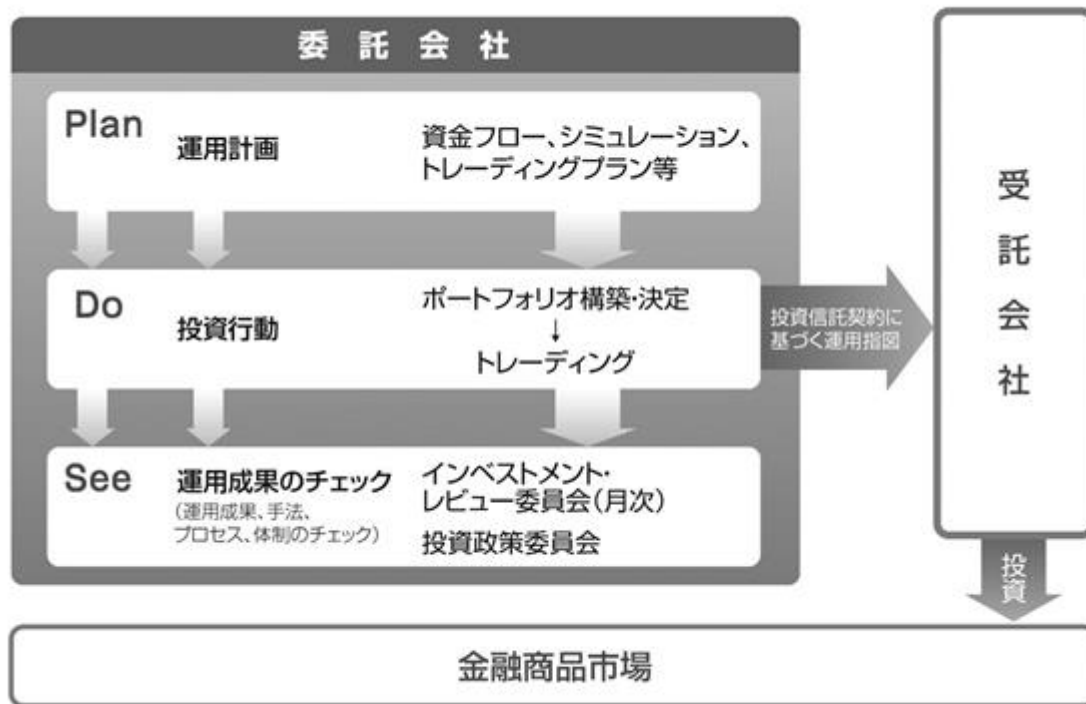 委託会社
Plan
運用計画
資金フロー、シミュレーション、
トレーディングプラン等
Do
投資行動
ポートフォリオ構築・決定
↓
トレーディング
投資信託契約に
基づく運用指図
See
運用成果のチェック
(運用成果、手法、
プロセス、体制のチェック)
インベストメント・
レビュー委員会(月次)
投資政策委員会
受託会社
投資
金融商品市場